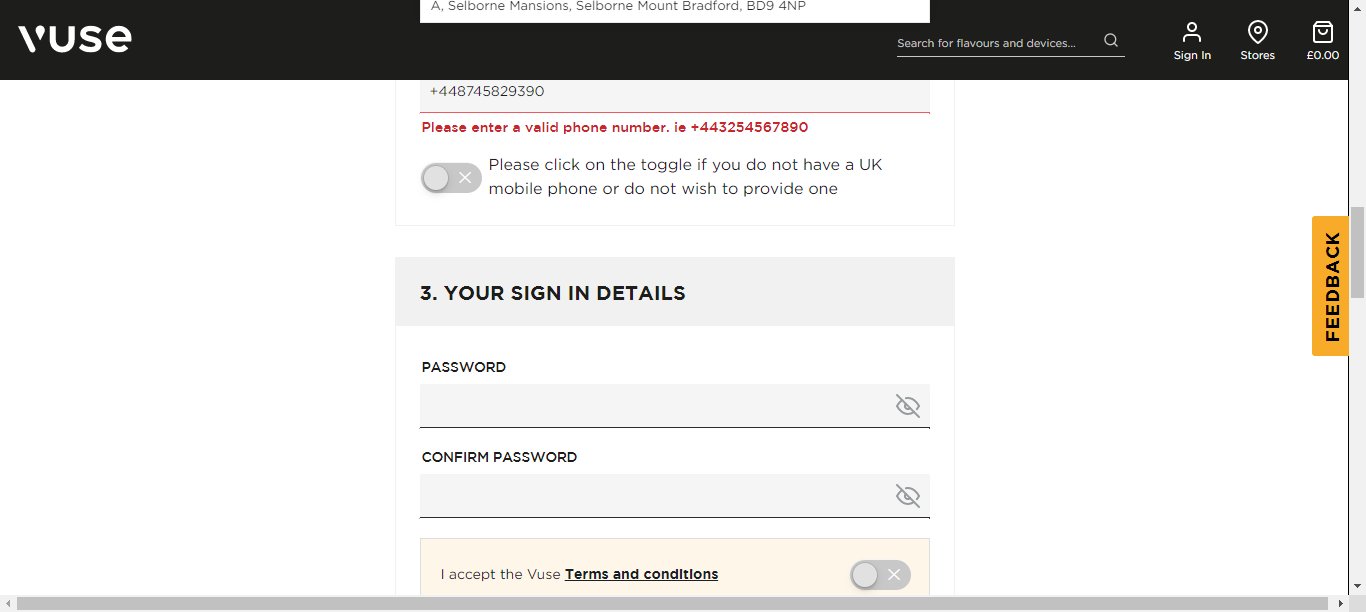 A, Selborne Mansions, Selborne Mount Bradford, BD9 4NP
vuse
Search for flavours and devices...
Sign In
Stores
£0.00
+448745829390
Please enter a valid phone number. ie +443254567890
Please click on the toggle if you do not have a UK
mobile phone or do not wish to provide one
FEEDBACK
3. YOUR SIGN IN DETAILS
PASSWORD
CONFIRM PASSWORD
I accept the Vuse Terms and conditions